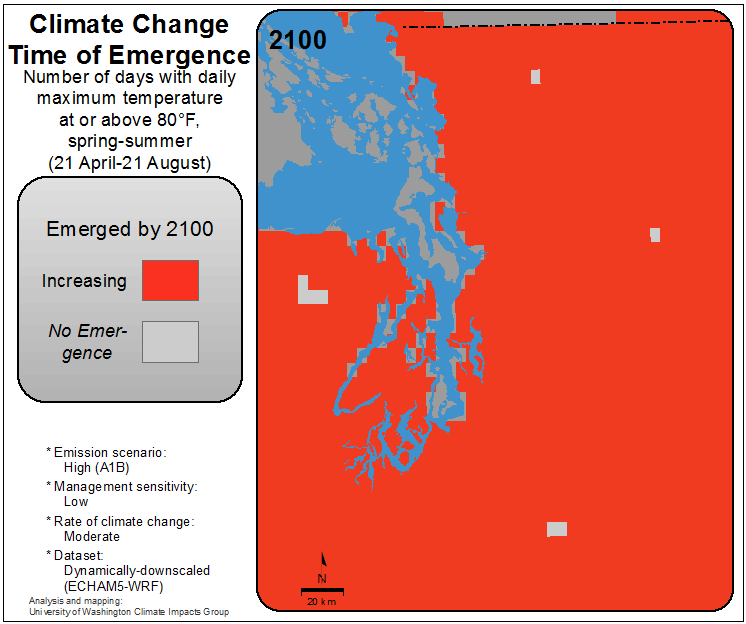 Climate Change
Time of Emergence
Number of days with daily
maximum temperature
at or above 80°F,
spring-summer
(21 April-21 August)
Emerged by 2100
Increasing
No Emer-
gence
* Emission scenario:
High (A1B)
* Management sensitivity:
Low
* Rate of climate change:
Moderate
* Dataset:
Dynamically-downscaled
(ECHAM5-WRF)
Analysis and mapping:
University of Washington Climate Impacts Group
2100
N
20 km